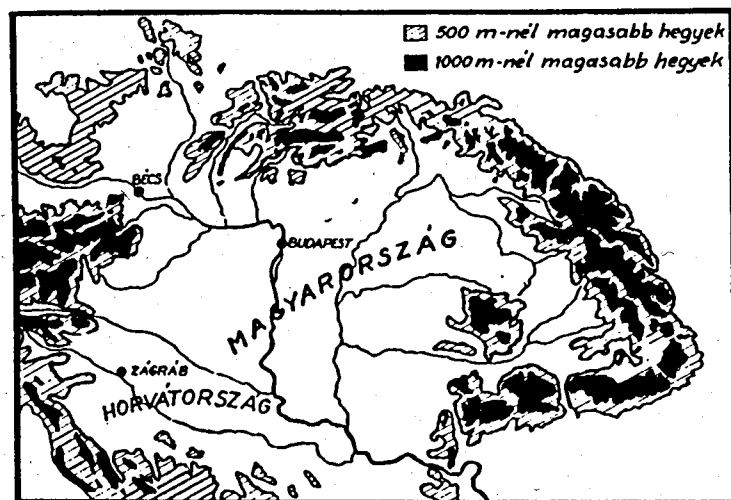 500 m-nél magasabb hegyek
1000 m-nél magasabb hegyek
BÉCS
BUDAPEST
MAGYARORSZÁG
ZÁGRÁB
HORVÁTORSZÁG